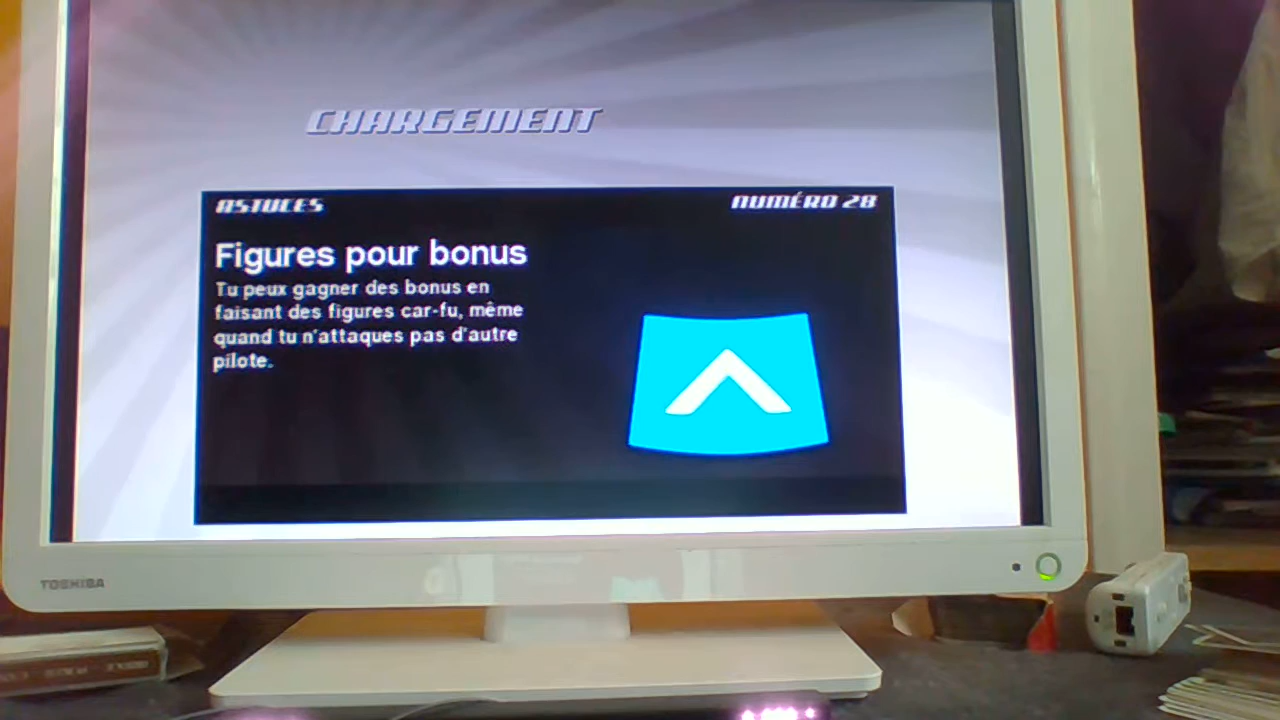 CHARGEMENT
ASTUCES
NUMÉRO 28
Figures pour bonus
Tu peux gagner des bonus en
faisant des figures car-fu, même
quand tu n'attaques pas d'autre
pilote.
TOSHIBA